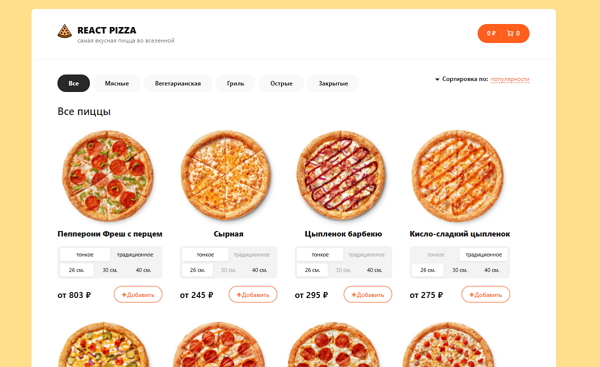 REACT PIZZA
самая вкусная пицца во вселенной
0 ₽ 0
Все Мясные Вегетарианская Гриль Острые Закрытые
Сортировка по: популярности
Все пиццы
Пепперони Фреш с перцем Сырная Цыпленок барбекю Кисло-сладкий цыпленок
тонкое традиционное тонкое традиционное тонкое традиционное тонкое традиционное
26 см. 30 см. 40 см. 26 см. 30 см. 40 см. 26 см. 30 см. 40 см. 26 см. 30 см. 40 см.
от 803 ₽ +Добавить от 245 ₽ +Добавить от 295 ₽ +Добавить от 275 ₽ +Добавить